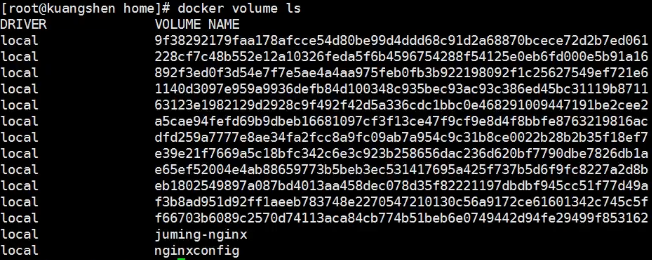 [root@kuangshen home]# docker volume ls
DRIVER VOLUME NAME
local 9f38292179faa178afcce54d80be99d4ddd68c91d2a68870bcece72d2b7ed061
local 228cf7c48b552e12a10326feda5f6b4596754288f54125e0eb6fd000e5b91a16
local 892f3ed0f3d54e7f7e5ae4a4aa975feb0fb3b922198092f1c25627549ef721e6
local 1140d3097e959a9936defb84d100348c935bec93ac93c386ed45bc31119b8711
local 63123e1982129d2928c9f492f42d5a336cdc1bbc0e468291009447191be2cee2
local a5cae94fefd69b9dbeb16681097cf3f13ce47f9cf9e8d4f8bbfe8763219816ac
local dfd259a7777e8ae34fa2fcc8a9fc09ab7a954c9c31b8ce0022b28b2b35f18ef7
local e39e21f7669a5c18bfc342c6e3c923b258656dac236d620bf7790dbe7826db1a
local e65ef52004e4ab88659773b5beb3ec531417695a425f737b5d6f9fc8227a2d8b
local eb1802549897a087bd4013aa458dec078d35f82221197dbdbf945cc51f77d49a
local f3b8ad951d92ff1aeeb783748e2270547210130c56a9172ce61601342c745c5f
local f66703b6089c2570d74113aca84cb774b51beb6e0749442d94fe29499f853162
local juming-nginx
local nginxconfig